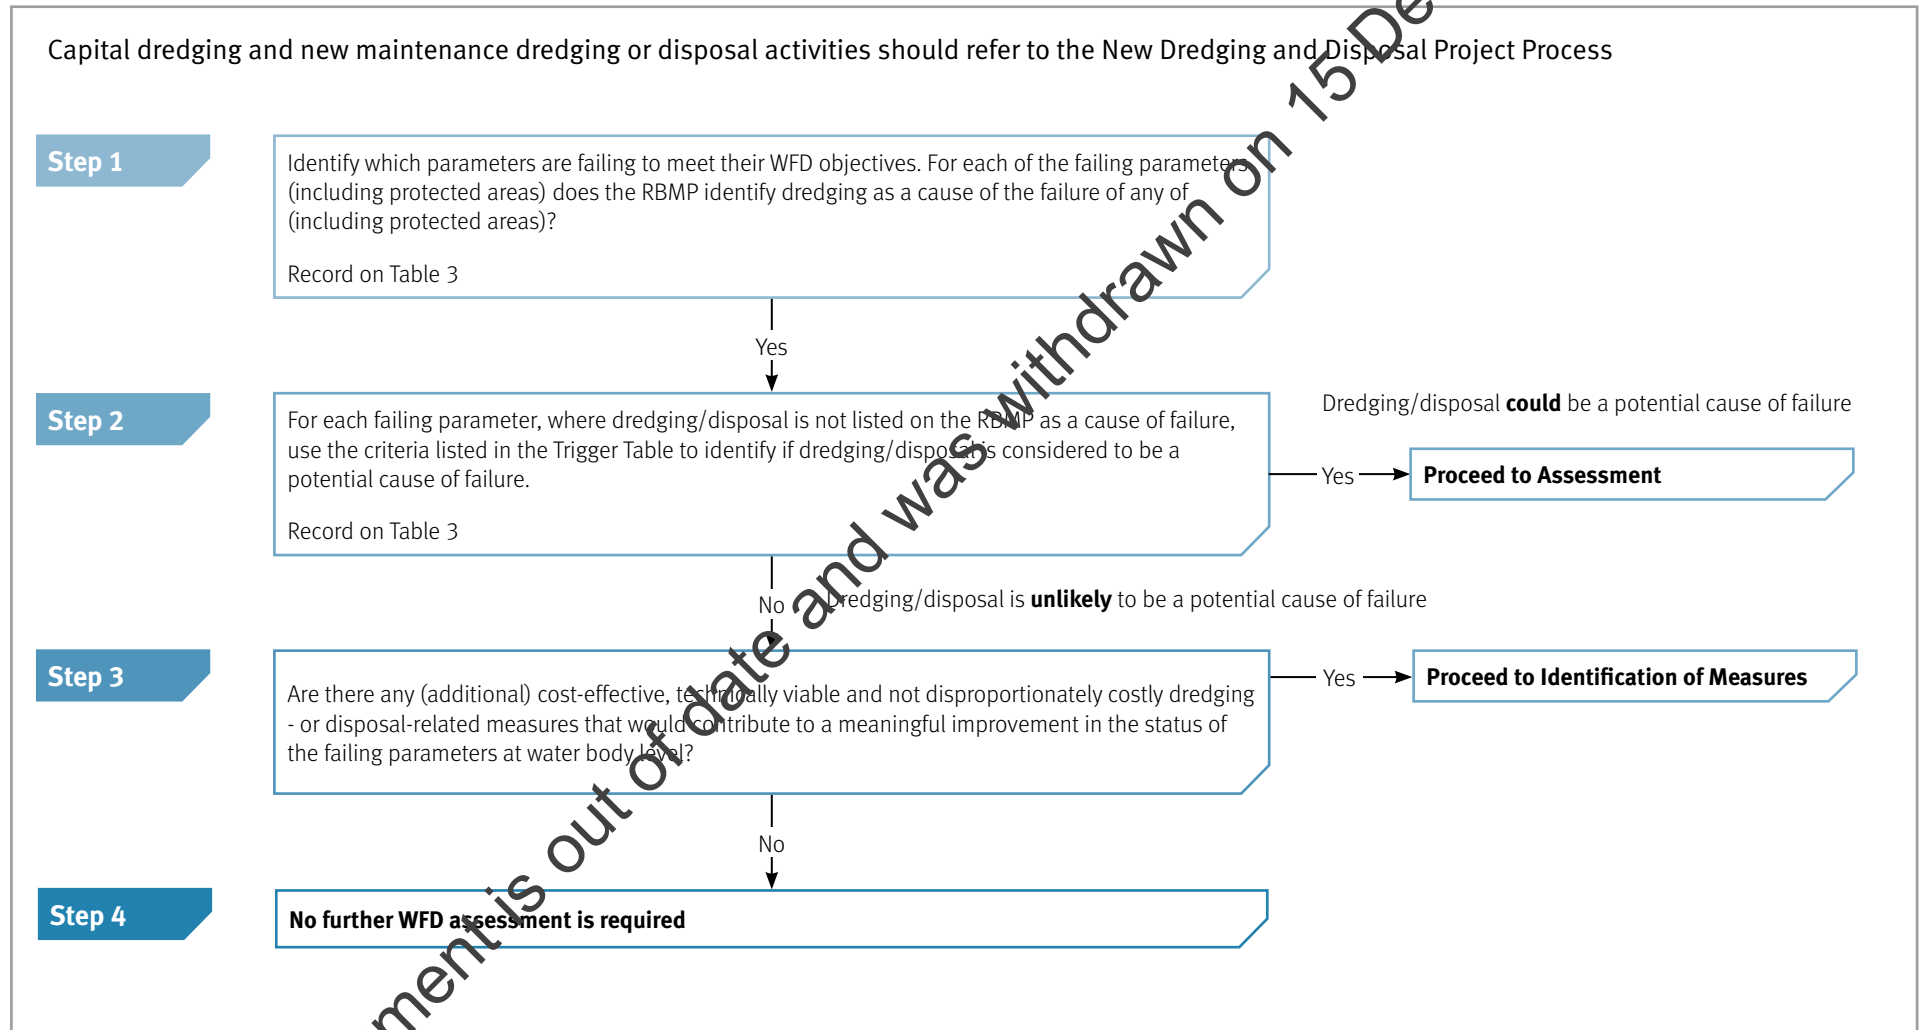 Capital dredging and new maintenance dredging or disposal activities should refer to the New Dredging and Disposal Project Process
Step 1
Identify which parameters are failing to meet their WFD objectives. For each of the failing parameters
(including protected areas) does the RBMP identify dredging as a cause of the failure of any of
(including protected areas)?
Record on Table 3
Yes
Step 2
For each failing parameter, where dredging/disposal is not listed on the RBMP as a cause of failure,
use the criteria listed in the Trigger Table to identify if dredging/disposal is considered to be a
potential cause of failure.
Record on Table 3
Dredging/disposal could be a potential cause of failure
Yes
Proceed to Assessment
No
Dredging/disposal is unlikely to be a potential cause of failure
Step 3
Are there any (additional) cost-effective, technically viable and not disproportionately costly dredging
- or disposal-related measures that would contribute to a meaningful improvement in the status of
the failing parameters at water body level?
Yes
Proceed to Identification of Measures
No
Step 4
No further WFD assessment is required
ment is out of date and was withdrawn on 15 De